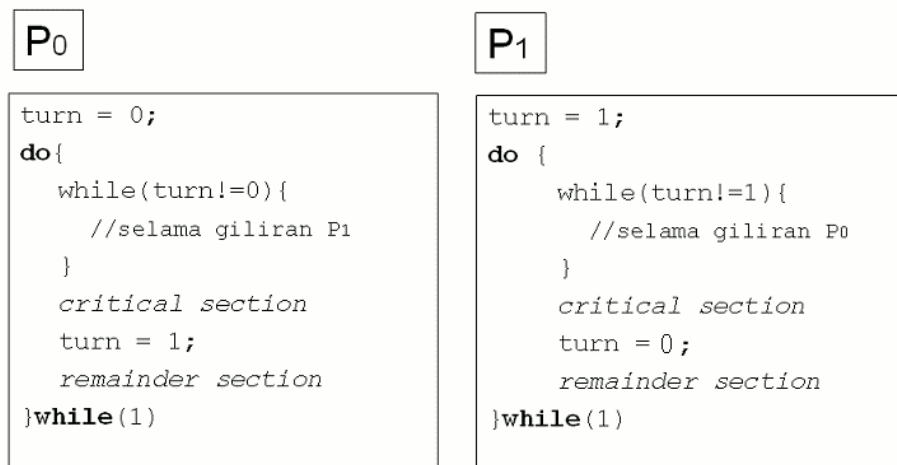 P0
turn = 0;
do{
while(turn!=0){
//selama giliran P1
}
critical section
turn = 1;
remainder section
}while(1)
P1
turn = 1;
do {
while(turn!=1){
//selama giliran P0
}
critical section
turn = 0;
remainder section
}while(1)